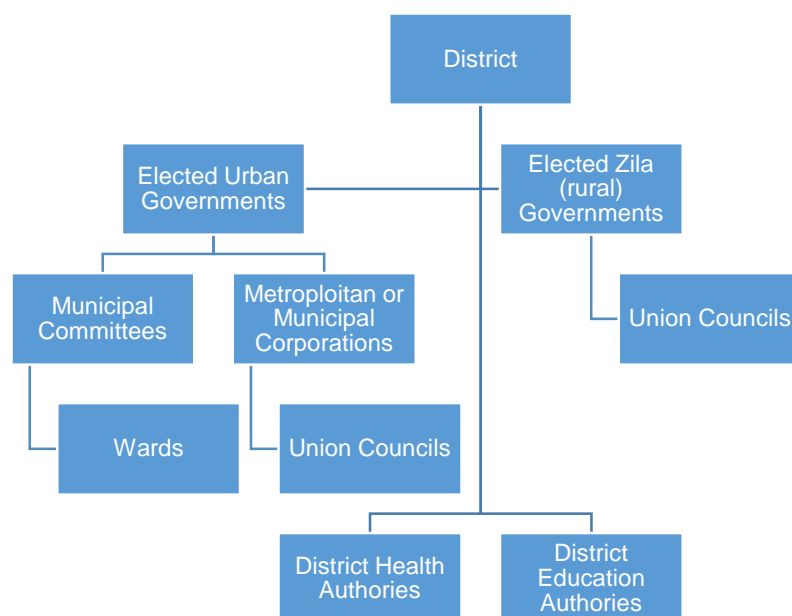 District
Elected Urban
Governments
Elected Zila
(rural)
Governments
Municipal
Committees
Metroploitan or
Municipal
Corporations
Union Councils
Wards
Union Councils
District Health
Authories
District
Education
Authories